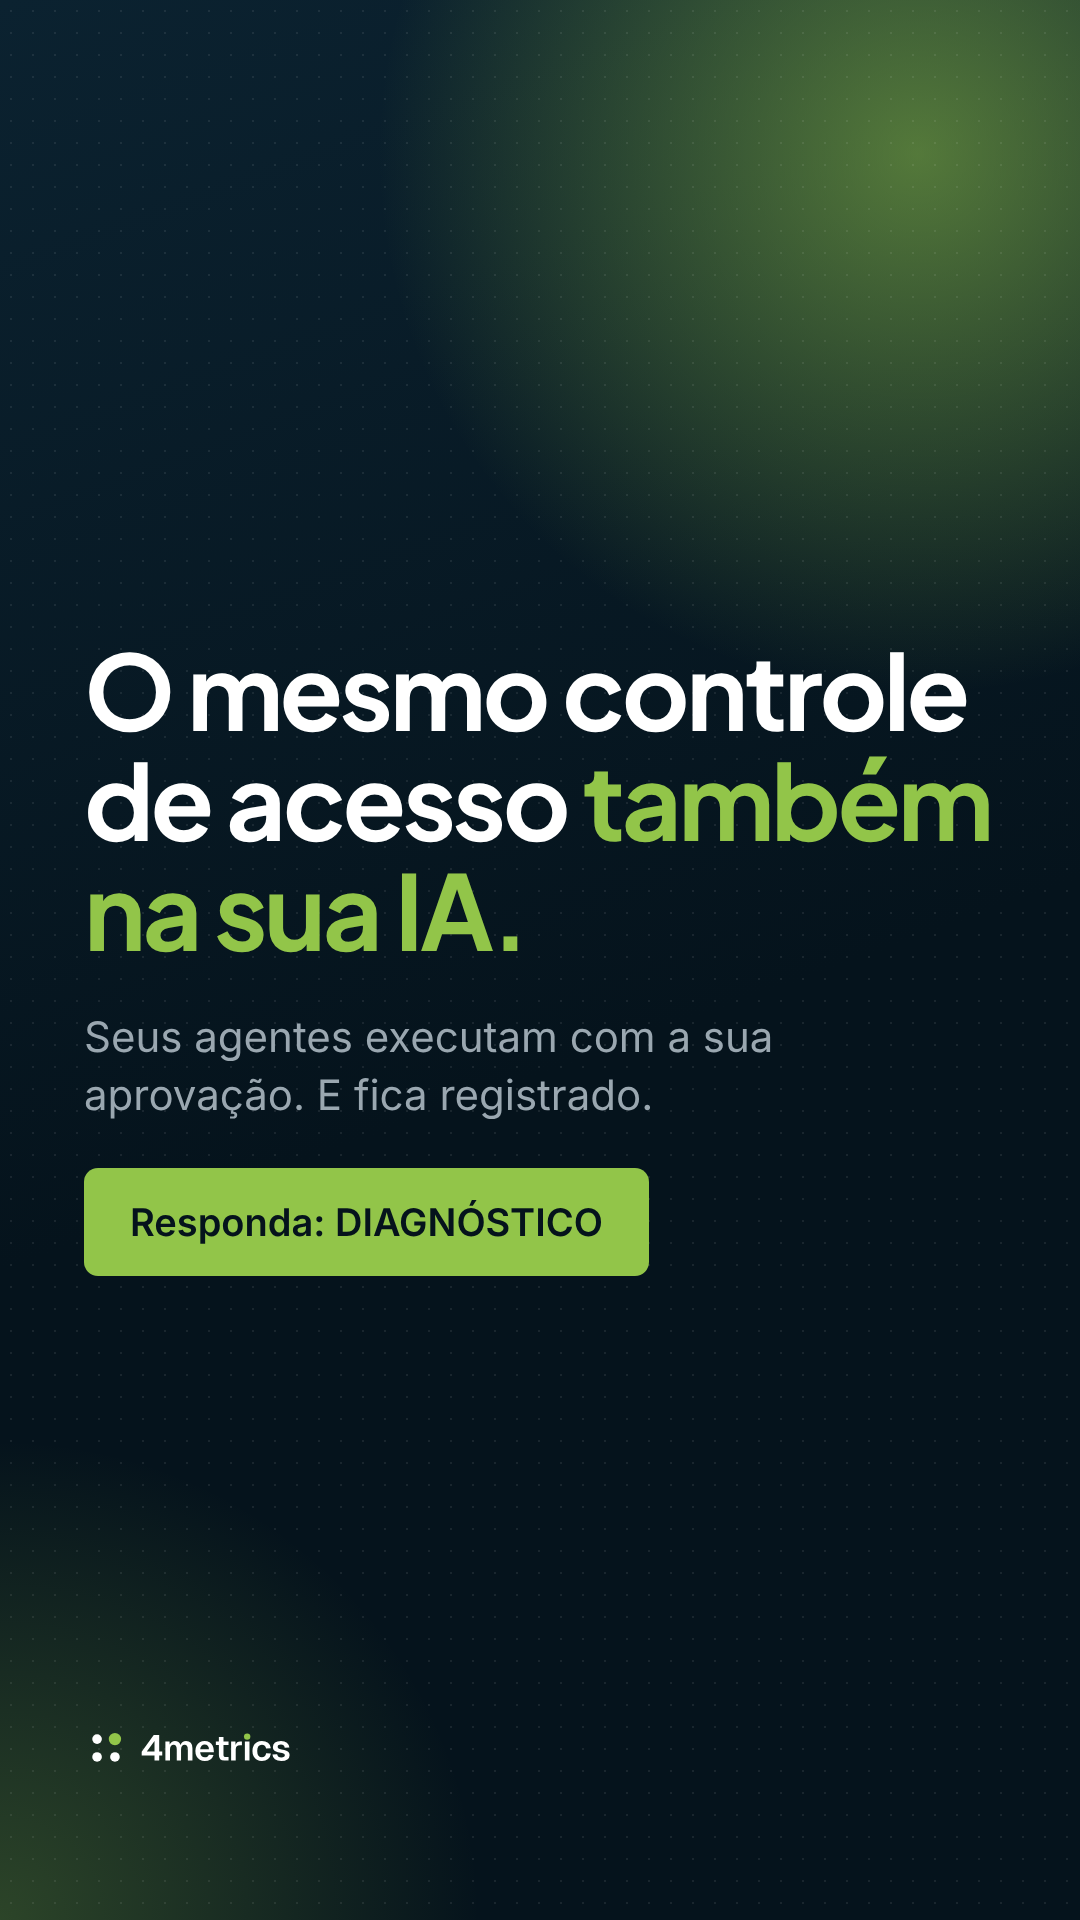 O mesmo controle
de acesso também
na sua IA.
Seus agentes executam com a sua
aprovação. E fica registrado.
Responda: DIAGNÓSTICO
4metrics